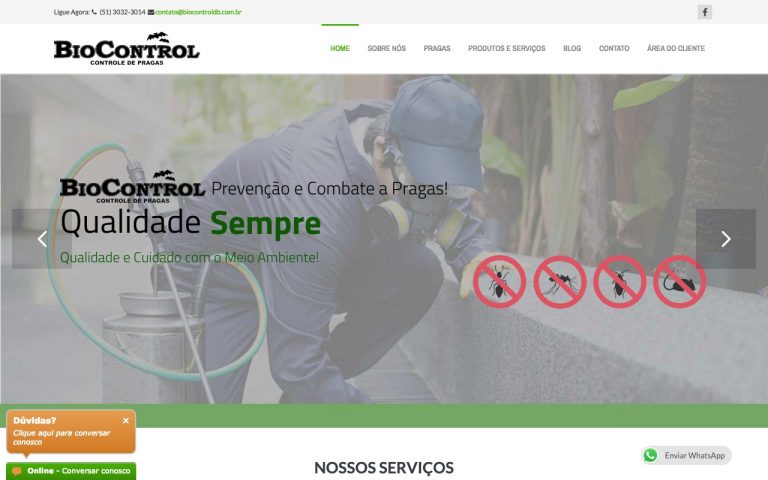 Ligue Agora: (51) 3032-3014 contato@biocontroldb.com.br
BIOCONTROL
CONTROLE DE PRAGAS
HOME SOBRE NÓS PRAGAS PRODUTOS E SERVIÇOS BLOG CONTATO ÁREA DO CLIENTE
BIOCONTROL Prevenção e Combate a Pragas!
CONTROLE DE PRAGAS
Qualidade Sempre
Qualidade e Cuidado com o Meio Ambiente!
Dúvidas? ×
Clique aqui para conversar
conosco
Online - Conversar conosco
Enviar WhatsApp
NOSSOS SERVIÇOS